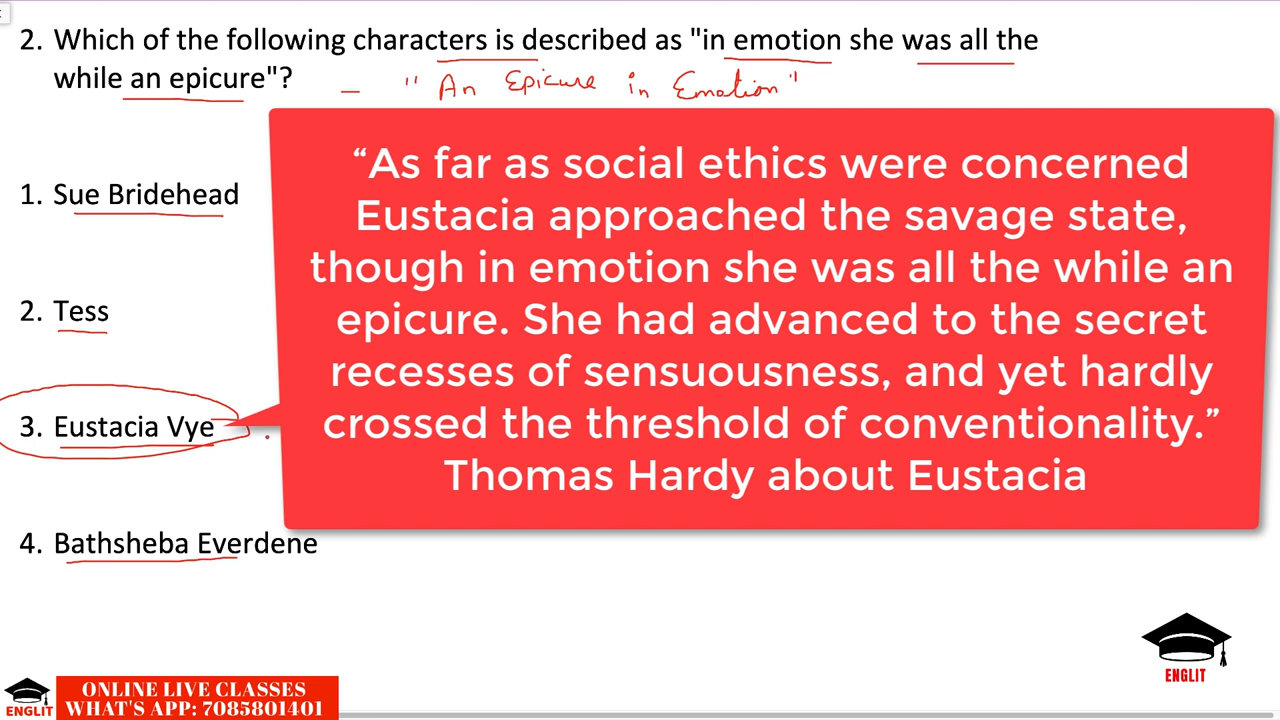 2. Which of the following characters is described as "in emotion she was all the
while an epicure"?
– "An Epicure in Emotion"
1. Sue Bridehead
2. Tess
3. Eustacia Vye
4. Bathsheba Everdene
“As far as social ethics were concerned
Eustacia approached the savage state,
though in emotion she was all the while an
epicure. She had advanced to the secret
recesses of sensuousness, and yet hardly
crossed the threshold of conventionality.”
Thomas Hardy about Eustacia
ENGLIT
ENGLIT
ONLINE LIVE CLASSES
WHAT'S APP: 7085801401